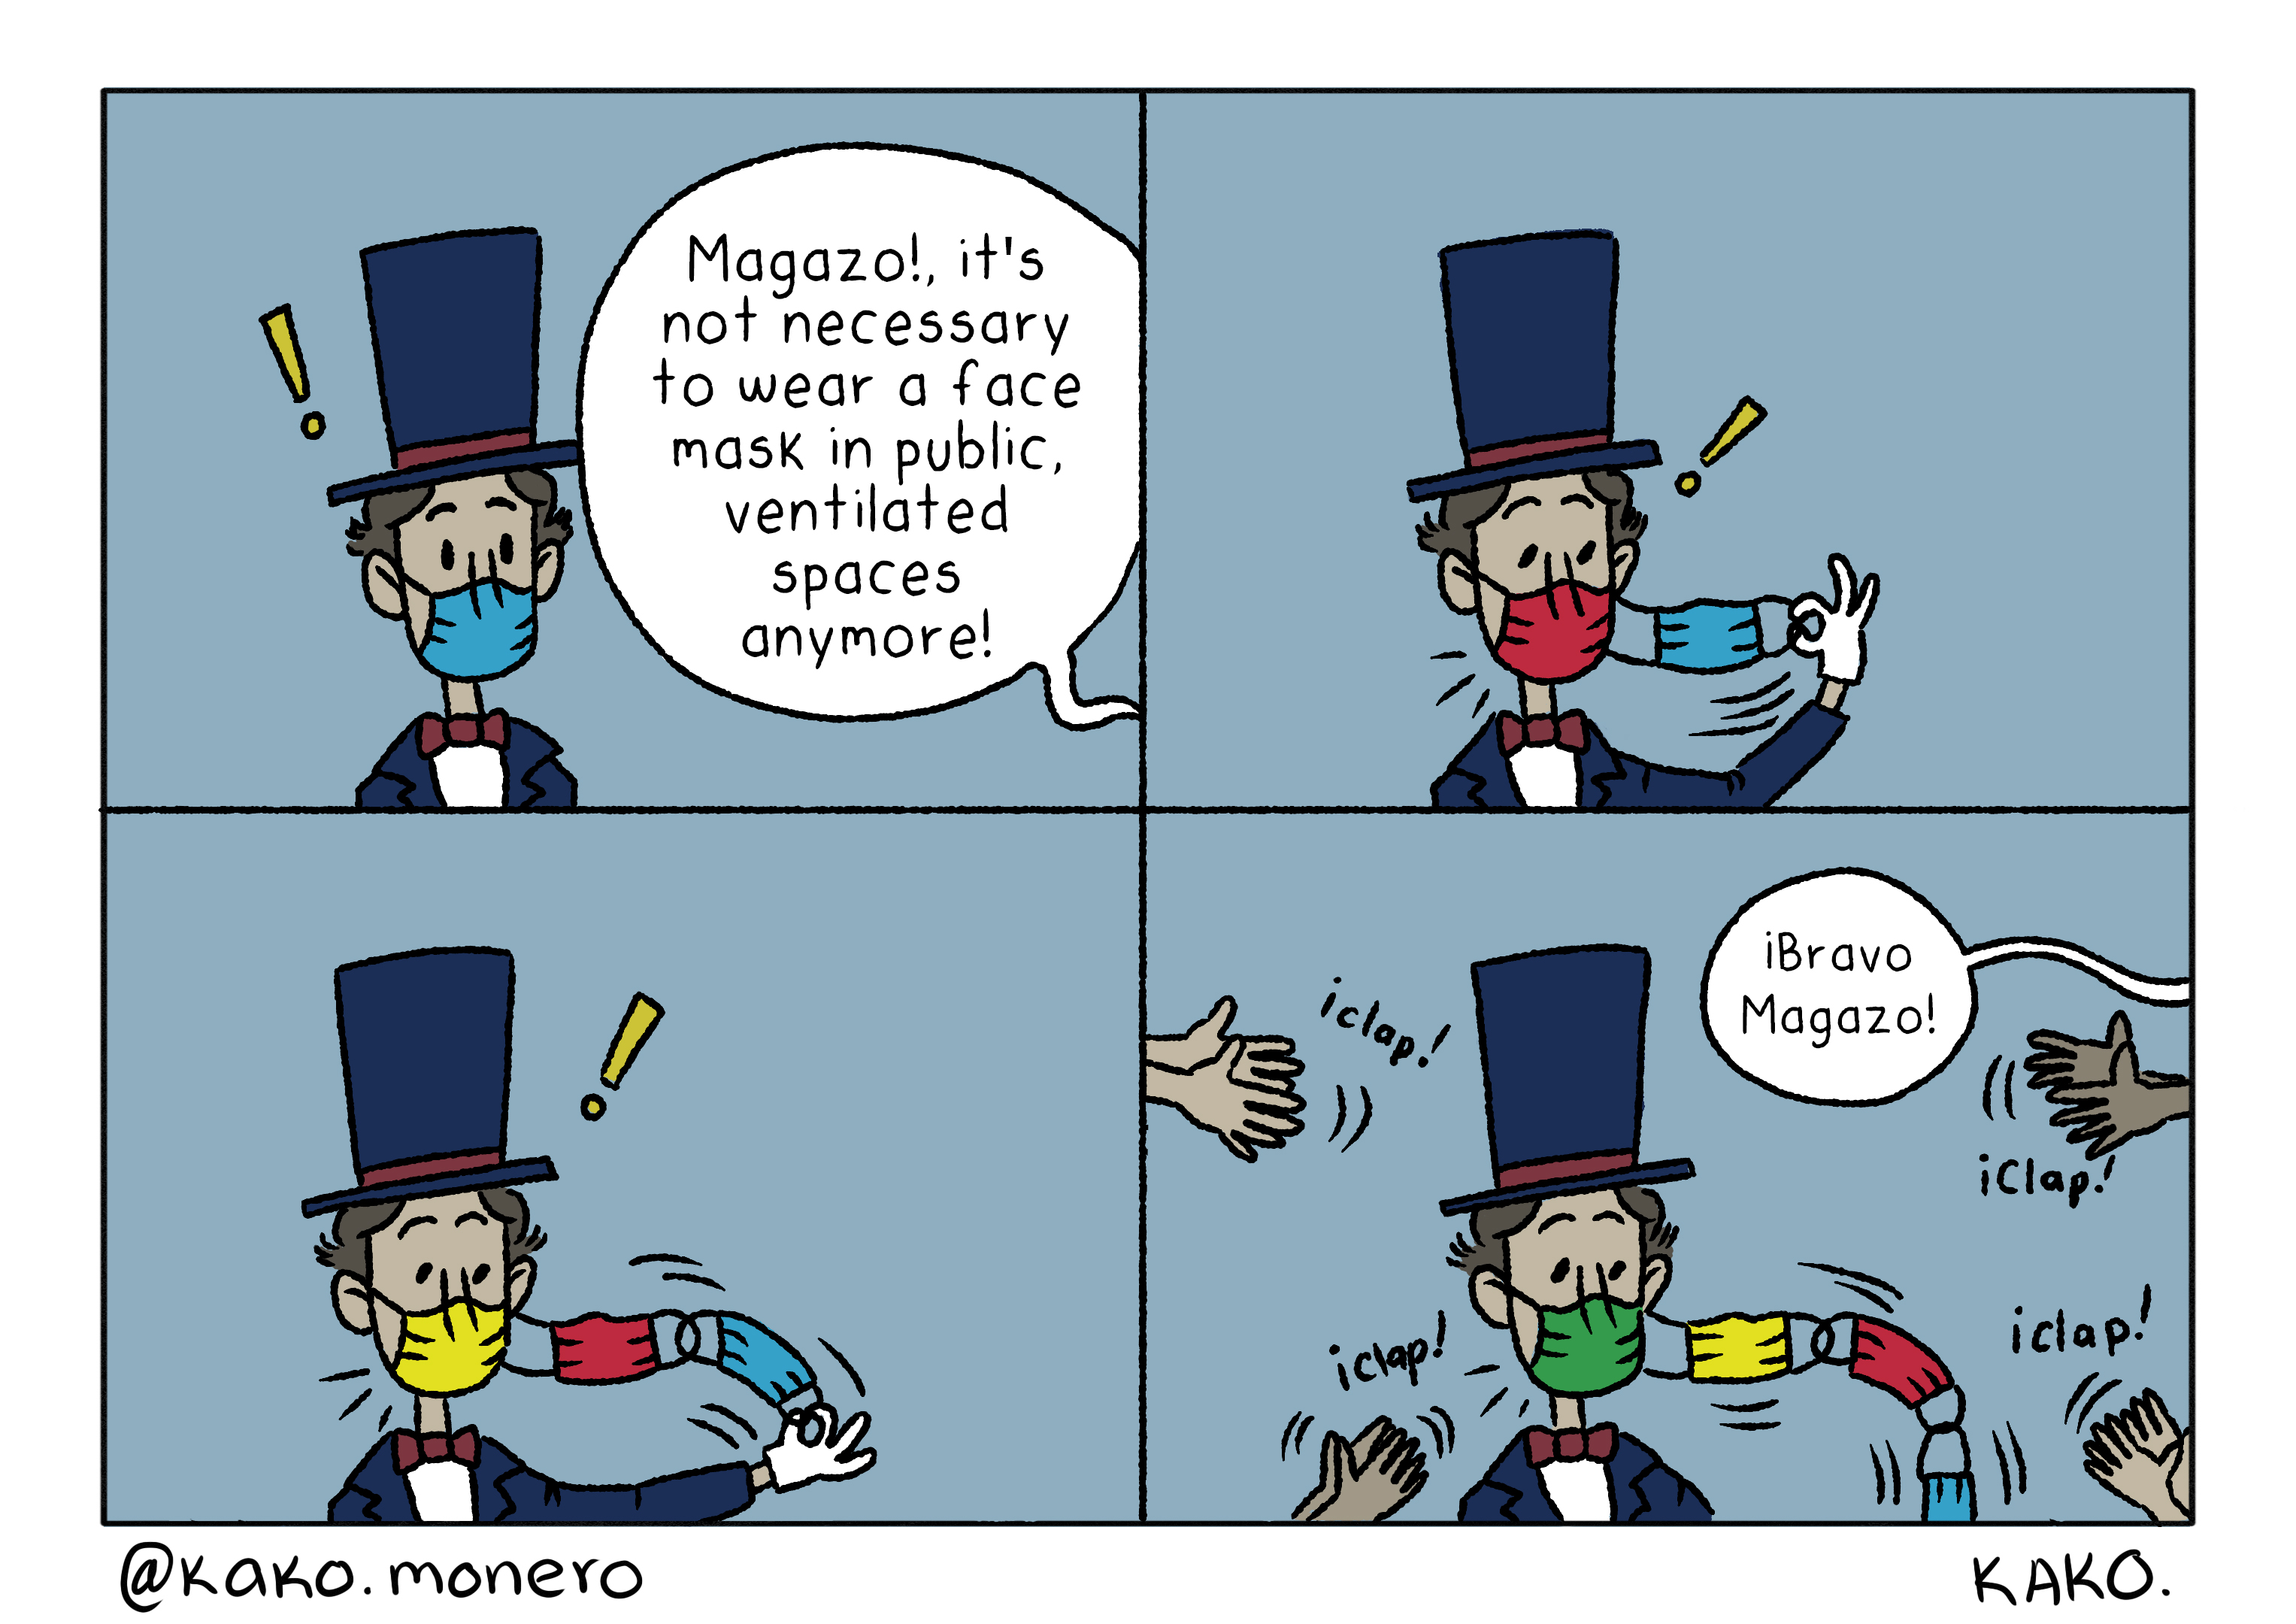 Magazo!, it's
not necessary
to wear a face
mask in public,
ventilated
spaces
anymore!
¡Bravo
Magazo!
¡clap!
¡Clap!
¡clap!
¡clap!
@kako.monero
KAKO.